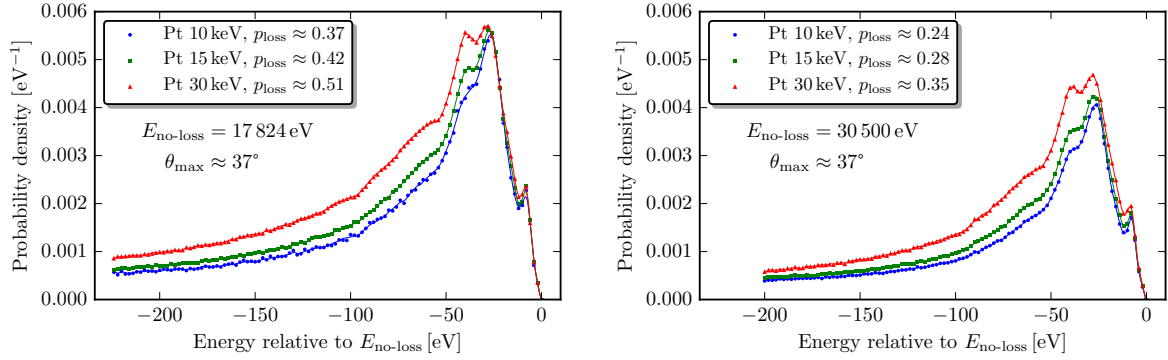 Probability density [eV⁻¹]
0.006
0.005
0.004
0.003
0.002
0.001
0.000
Pt 10 keV, p_loss ≈ 0.37
Pt 15 keV, p_loss ≈ 0.42
Pt 30 keV, p_loss ≈ 0.51
E_no-loss = 17 824 eV
θ_max ≈ 37°
−200 −150 −100 −50 0
Energy relative to E_no-loss [eV]
Probability density [eV⁻¹]
0.006
0.005
0.004
0.003
0.002
0.001
0.000
Pt 10 keV, p_loss ≈ 0.24
Pt 15 keV, p_loss ≈ 0.28
Pt 30 keV, p_loss ≈ 0.35
E_no-loss = 30 500 eV
θ_max ≈ 37°
−200 −150 −100 −50 0
Energy relative to E_no-loss [eV]